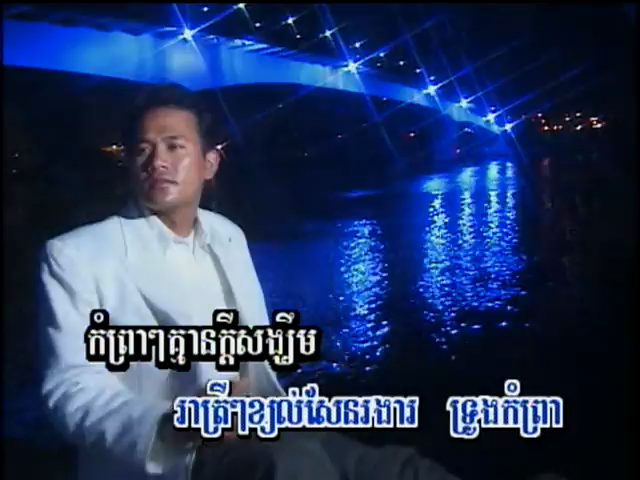 កំព្រាៗគ្មានក្ដីសង្ឃឹម
រាត្រីៗខ្យល់សែនរងារ ទ្រូងកំព្រា